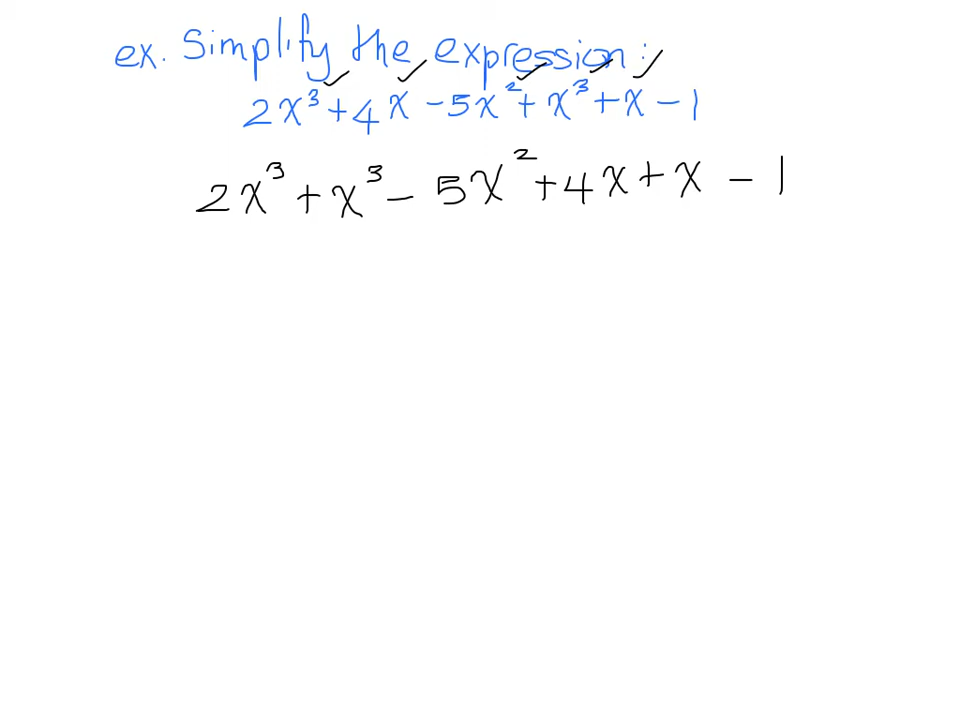 ex. Simplify the expression:
2x³ + 4x - 5x² + x³ + x - 1
2x³ + x³ - 5x² + 4x + x - 1